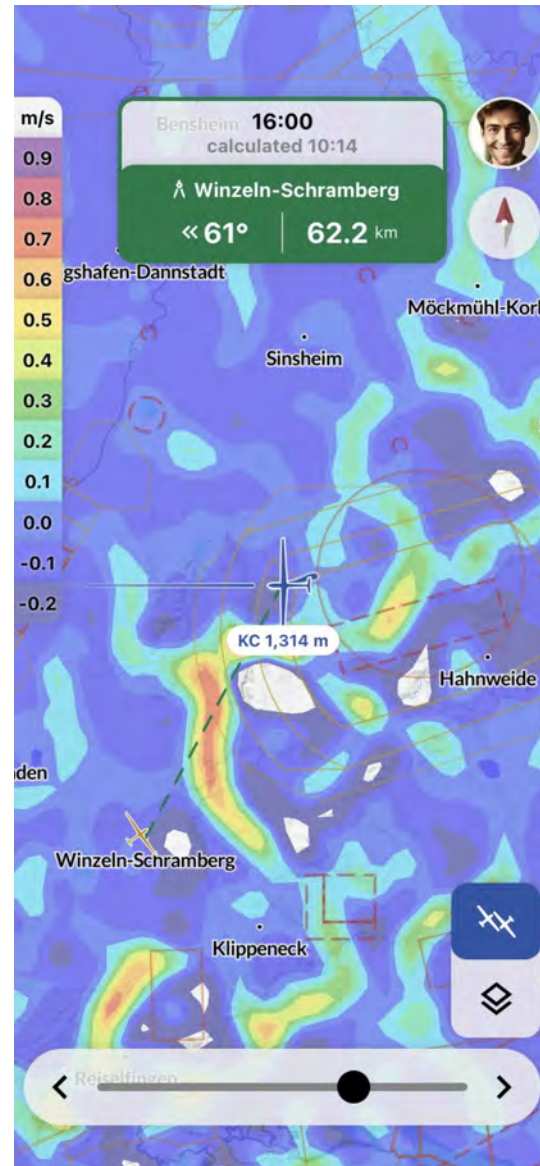 m/s
0.9
0.8
0.7
0.6
0.5
0.4
0.3
0.2
0.1
0.0
-0.1
-0.2
Bensheim
16:00
calculated 10:14
Winzeln-Schramberg
«61° 62.2 km
gshafen-Dannstadt
Möckmühl-Korl
Sinsheim
KC 1,314 m
Hahnweide
den
Winzeln-Schramberg
Klippeneck
Reiselfingen